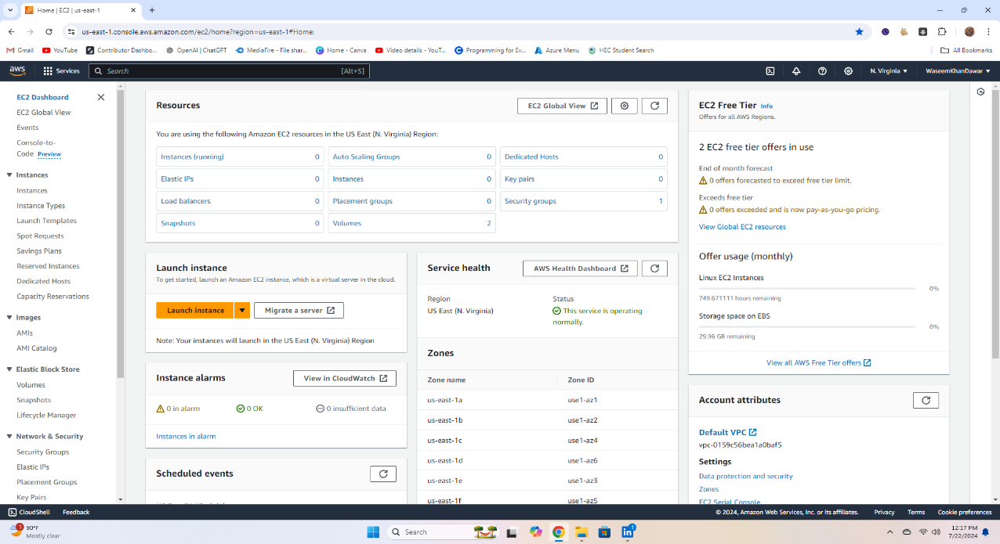 Home | EC2 | us-east-1
us-east-1.console.aws.amazon.com/ec2/home?region=us-east-1#Home:
Gmail YouTube Contributor Dashbo... OpenAI | ChatGPT MediaFire - File shar... Home - Canva Video details - YouT... Programming for Ev... Azure Menu HEC Student Search All Bookmarks
aws Services Search [Alt+S] N. Virginia WaseemKhanDawar
EC2 Dashboard
EC2 Global View
Events
Console-to-
Code Preview
Instances
Instances
Instance Types
Launch Templates
Spot Requests
Savings Plans
Reserved Instances
Dedicated Hosts
Capacity Reservations
Images
AMIs
AMI Catalog
Elastic Block Store
Volumes
Snapshots
Lifecycle Manager
Network & Security
Security Groups
Elastic IPs
Placement Groups
Key Pairs
Resources EC2 Global View
You are using the following Amazon EC2 resources in the US East (N. Virginia) Region:
Instances (running) 0 Auto Scaling Groups 0 Dedicated Hosts 0
Elastic IPs 0 Instances 0 Key pairs 0
Load balancers 0 Placement groups 0 Security groups 1
Snapshots 0 Volumes 2
Launch instance
To get started, launch an Amazon EC2 instance, which is a virtual server in the cloud.
Launch instance Migrate a server
Note: Your instances will launch in the US East (N. Virginia) Region
Instance alarms View in CloudWatch
0 in alarm 0 OK 0 insufficient data
Instances in alarm
Scheduled events
Service health AWS Health Dashboard
Region Status
US East (N. Virginia) This service is operating
normally.
Zones
Zone name Zone ID
us-east-1a use1-az1
us-east-1b use1-az2
us-east-1c use1-az4
us-east-1d use1-az6
us-east-1e use1-az3
us-east-1f use1-az5
EC2 Free Tier Info
Offers for all AWS Regions.
2 EC2 free tier offers in use
End of month forecast
0 offers forecasted to exceed free tier limit.
Exceeds free tier
0 offers exceeded and is now pay-as-you-go pricing.
View Global EC2 resources
Offer usage (monthly)
Linux EC2 Instances
0%
749.671111 hours remaining
Storage space on EBS
0%
29.96 GB remaining
View all AWS Free Tier offers
Account attributes
Default VPC
vpc-0159c56bea1a0baf5
Settings
Data protection and security
Zones
EC2 Serial Console
CloudShell Feedback © 2024, Amazon Web Services, Inc. or its affiliates. Privacy Terms Cookie preferences
1 90°F
Mostly clear
Search
1
12:17 PM
7/22/2024